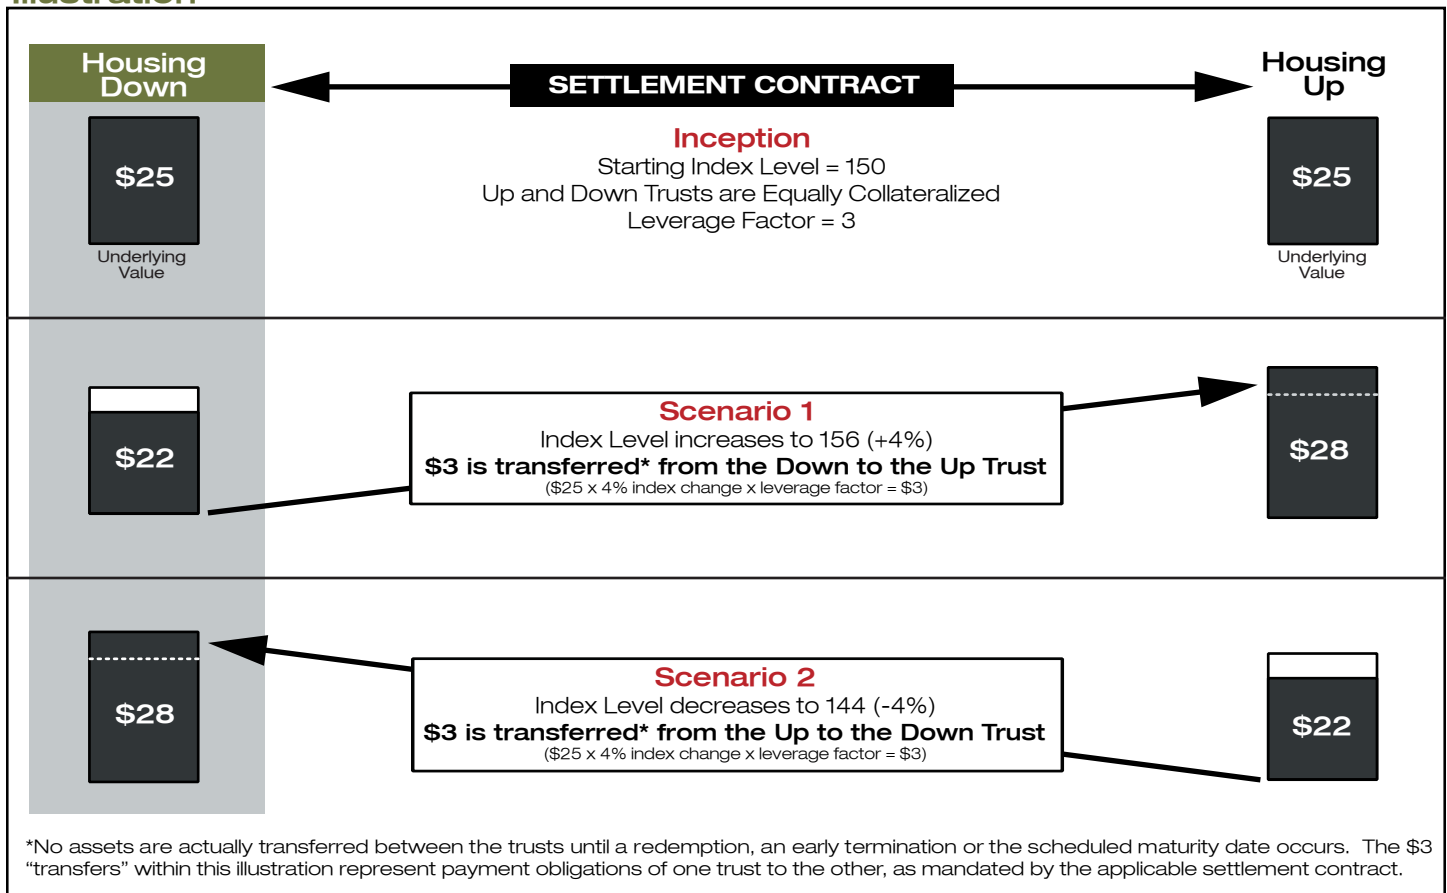 Illustration
Housing
Down
SETTLEMENT CONTRACT
Housing
Up
$25
Underlying
Value
Inception
Starting Index Level = 150
Up and Down Trusts are Equally Collateralized
Leverage Factor = 3
$25
Underlying
Value
$22
Scenario 1
Index Level increases to 156 (+4%)
$3 is transferred* from the Down to the Up Trust
($25 x 4% index change x leverage factor = $3)
$28
$28
Scenario 2
Index Level decreases to 144 (-4%)
$3 is transferred* from the Up to the Down Trust
($25 x 4% index change x leverage factor = $3)
$22
*No assets are actually transferred between the trusts until a redemption, an early termination or the scheduled maturity date occurs.  The $3
“transfers” within this illustration represent payment obligations of one trust to the other, as mandated by the applicable settlement contract.